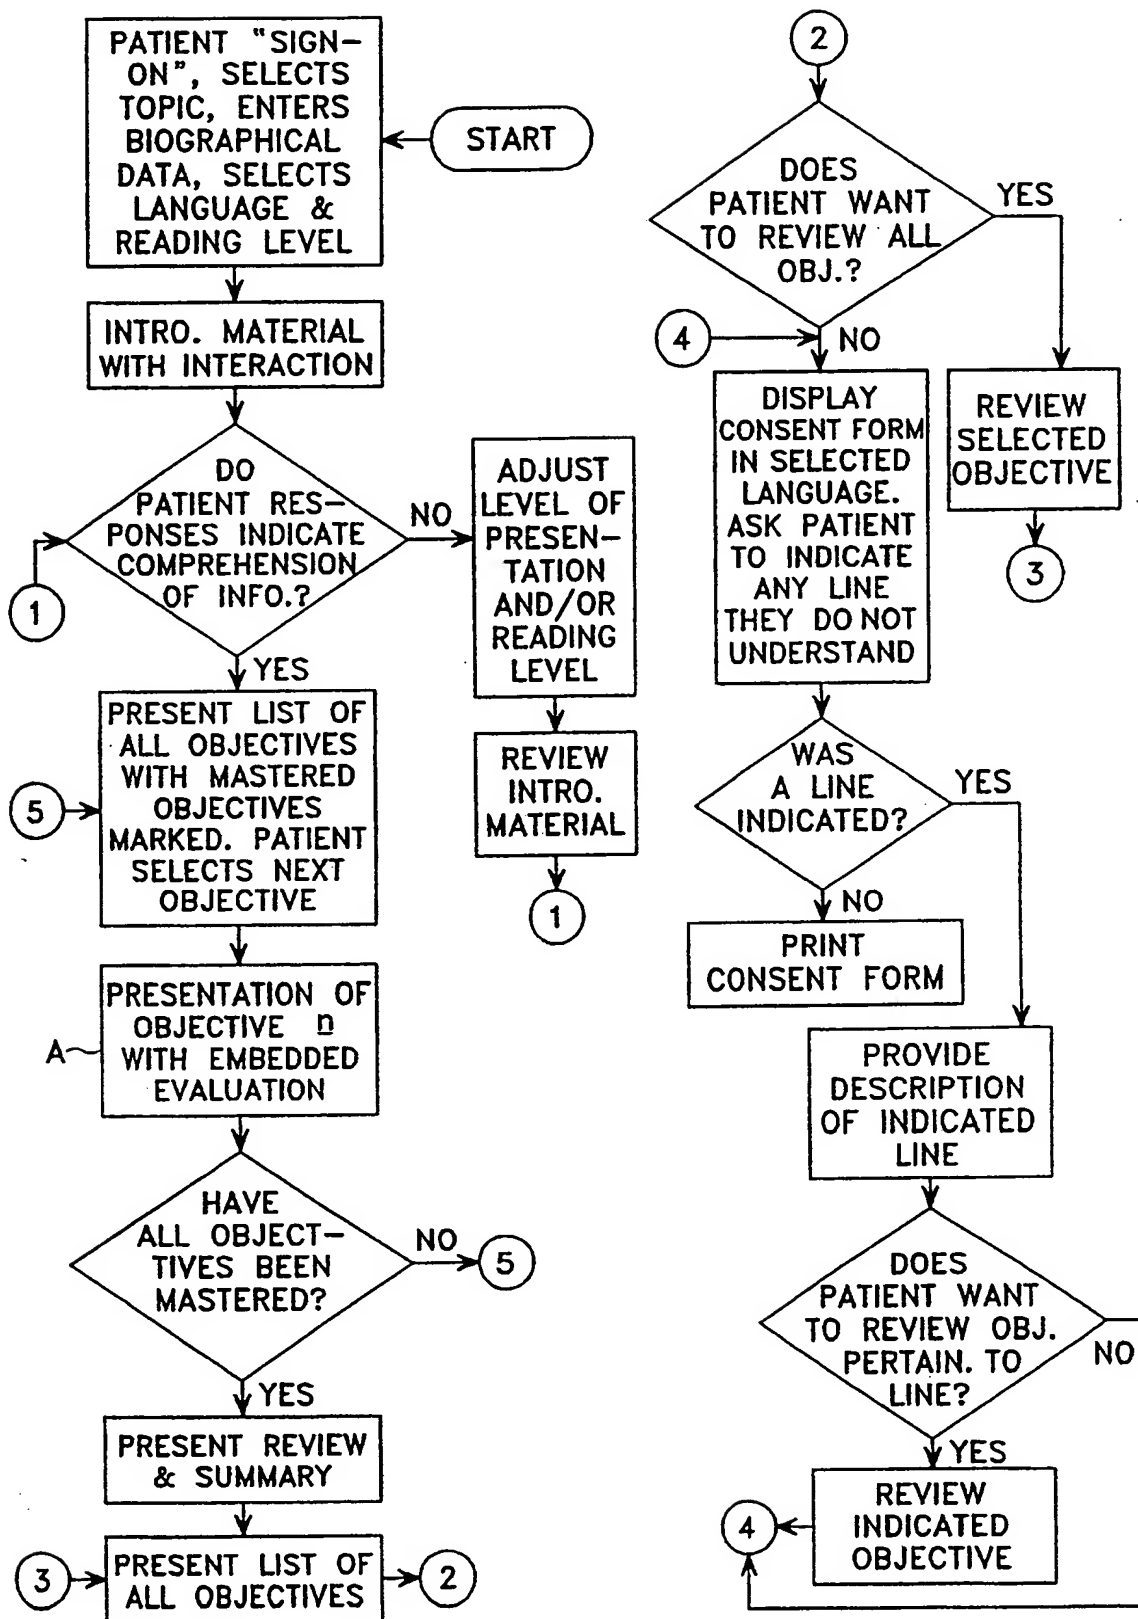 PATIENT "SIGN-
ON", SELECTS
TOPIC, ENTERS
BIOGRAPHICAL
DATA, SELECTS
LANGUAGE &
READING LEVEL
START
INTRO. MATERIAL
WITH INTERACTION
DO
PATIENT RES-
PONSES INDICATE
COMPREHENSION
OF INFO.?
NO
1
YES
ADJUST
LEVEL OF
PRESEN-
TATION
AND/OR
READING
LEVEL
REVIEW
INTRO.
MATERIAL
1
PRESENT LIST OF
ALL OBJECTIVES
WITH MASTERED
OBJECTIVES
MARKED. PATIENT
SELECTS NEXT
OBJECTIVE
5
PRESENTATION OF
OBJECTIVE n
WITH EMBEDDED
EVALUATION
A
HAVE
ALL OBJECT-
TIVES BEEN
MASTERED?
NO
5
YES
PRESENT REVIEW
& SUMMARY
3
PRESENT LIST OF
ALL OBJECTIVES
2
2
DOES
PATIENT WANT
TO REVIEW ALL
OBJ.?
YES
4
NO
REVIEW
SELECTED
OBJECTIVE
3
DISPLAY
CONSENT FORM
IN SELECTED
LANGUAGE.
ASK PATIENT
TO INDICATE
ANY LINE
THEY DO NOT
UNDERSTAND
WAS
A LINE
INDICATED?
YES
NO
PRINT
CONSENT FORM
PROVIDE
DESCRIPTION
OF INDICATED
LINE
DOES
PATIENT WANT
TO REVIEW OBJ.
PERTAIN. TO
LINE?
NO
YES
REVIEW
INDICATED
OBJECTIVE
4